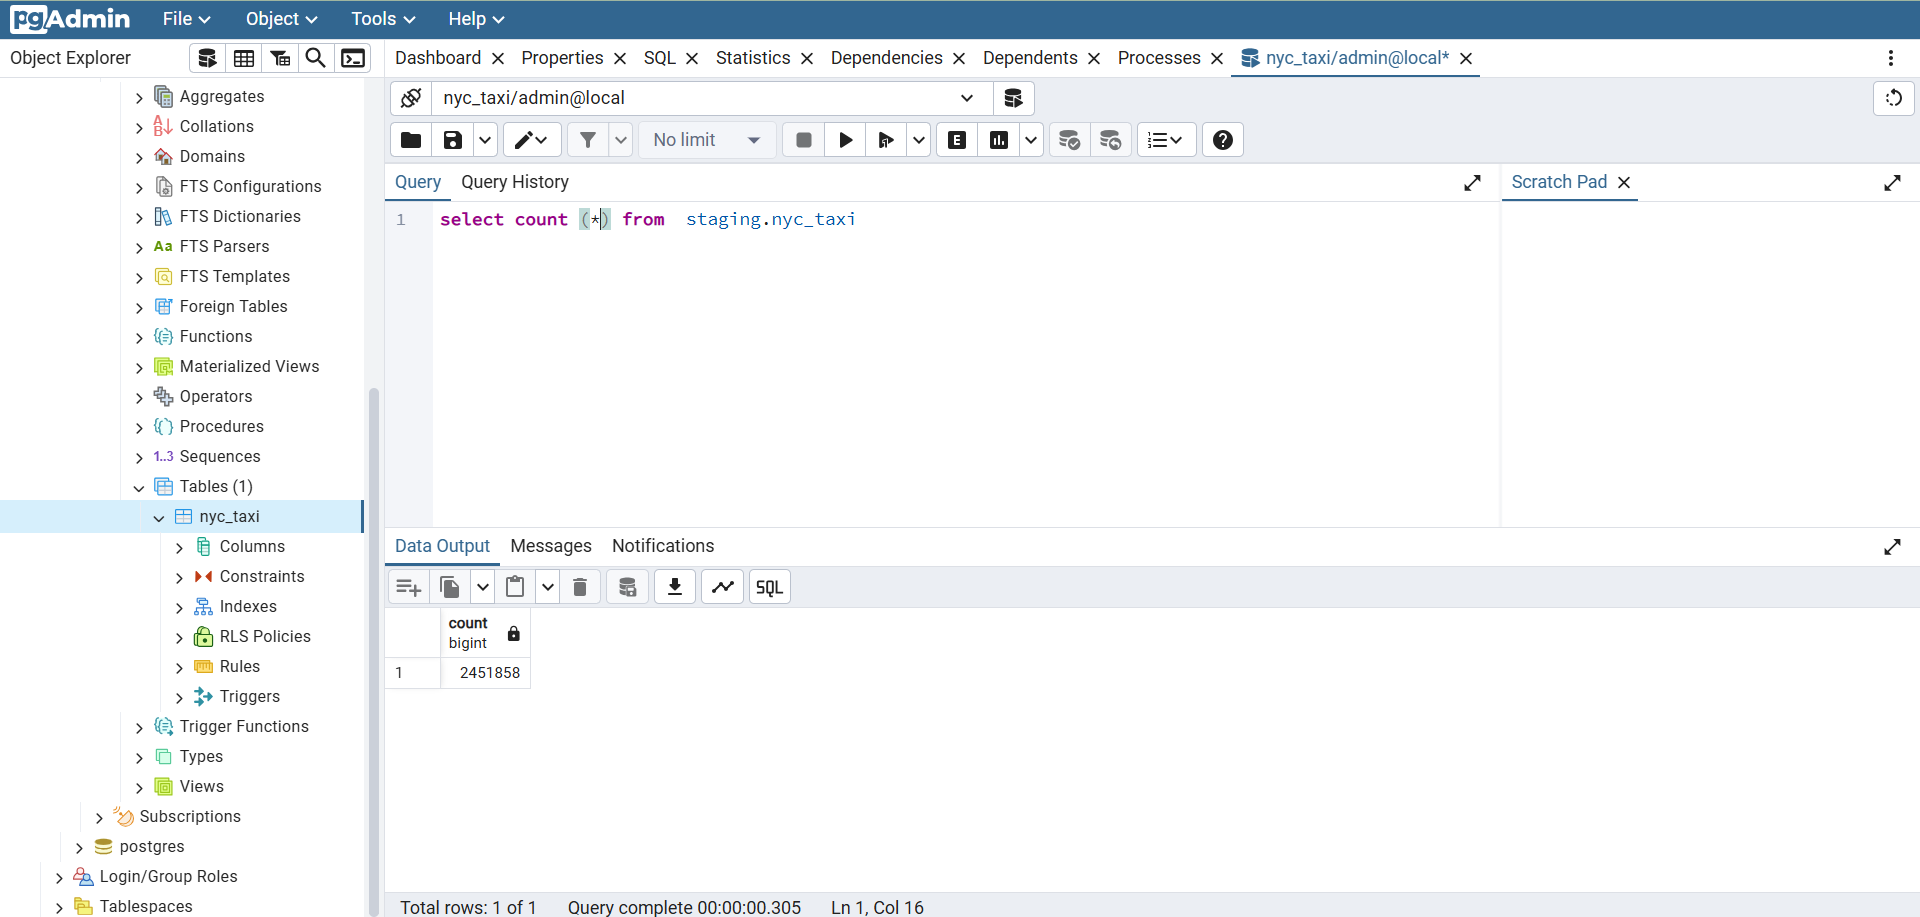 pgAdmin File Object Tools Help
Object Explorer
Dashboard Properties SQL Statistics Dependencies Dependents Processes nyc_taxi/admin@local*
nyc_taxi/admin@local
No limit
E
Query Query History
Scratch Pad
1 select count (*) from  staging.nyc_taxi
Aggregates
Collations
Domains
FTS Configurations
FTS Dictionaries
Aa FTS Parsers
FTS Templates
Foreign Tables
Functions
Materialized Views
Operators
Procedures
1..3 Sequences
Tables (1)
nyc_taxi
Columns
Constraints
Indexes
RLS Policies
Rules
Triggers
Trigger Functions
Types
Views
Subscriptions
postgres
Login/Group Roles
Tablespaces
Data Output Messages Notifications
SQL
count
bigint
1 2451858
Total rows: 1 of 1 Query complete 00:00:00.305 Ln 1, Col 16